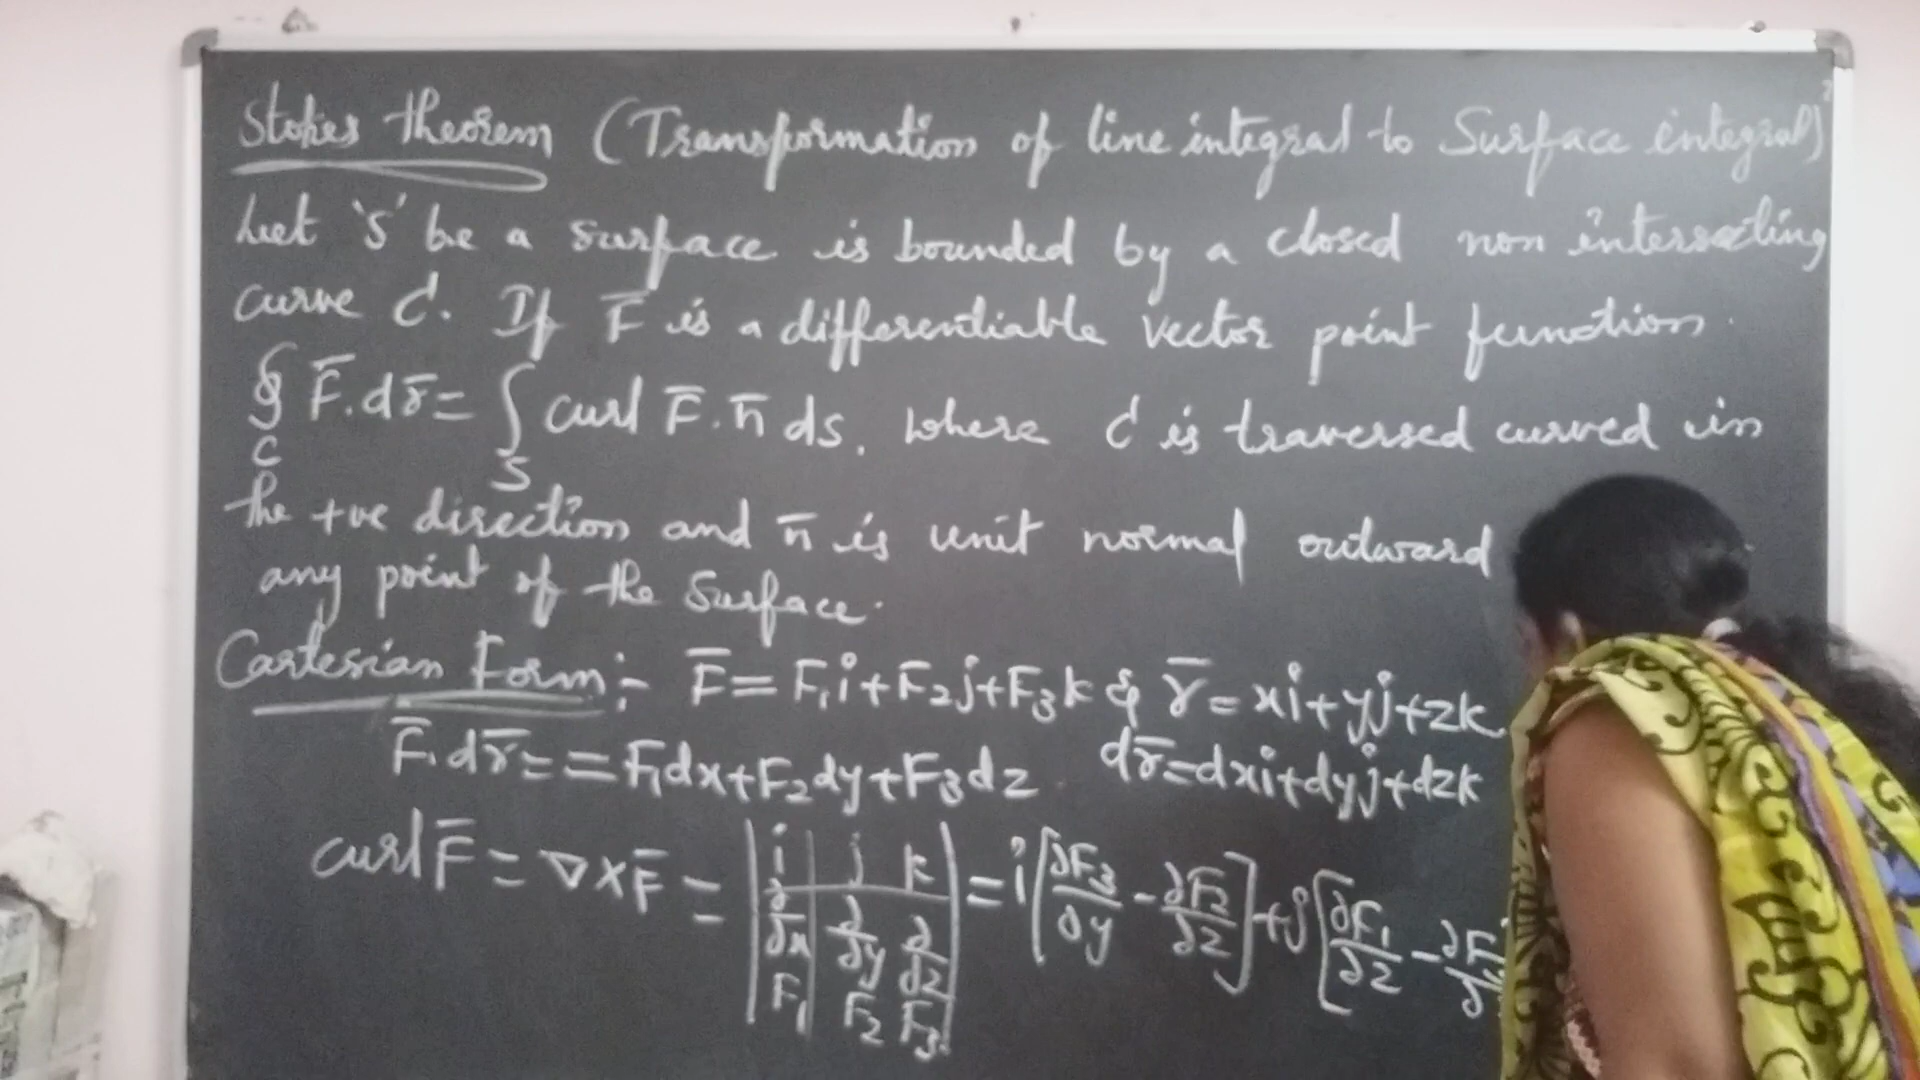 Stokes theorem (Transformation of line integral to Surface integral)
Let 'S' be a surface is bounded by a closed non intersecting
curve C. If F̅ is a differentiable vector point function.
∮_C F̅.dr̅ = ∫_S curl F̅.n̅ ds, where C is traversed curved in
the +ve direction and n̅ is unit normal outward
any point of the Surface.
Cartesian Form:- F̅ = F₁i+F₂j+F₃k & r̅ = xi+yj+zk
F̅.dr̅ = = F₁dx+F₂dy+F₃dz. dr̅=dxi+dyj+dzk
curl F̅ = ∇×F̅ = | i j k ; ∂/∂x ∂/∂y ∂/∂z ; F₁ F₂ F₃ | = i[∂F₃/∂y - ∂F₂/∂z] + j[∂F₁/∂z - ∂F